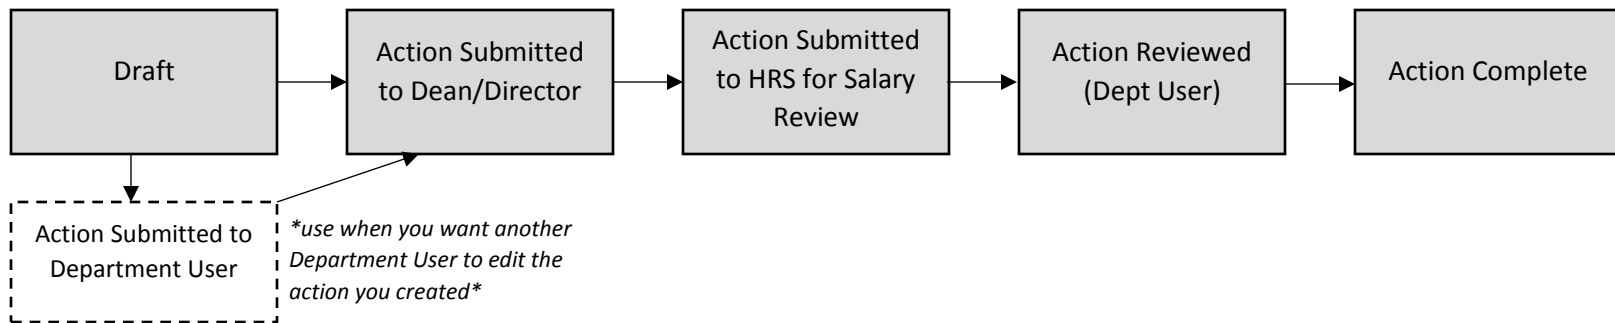 Draft
Action Submitted
to Dean/Director
Action Submitted
to HRS for Salary
Review
Action Reviewed
(Dept User)
Action Complete
Action Submitted to
Department User
*use when you want another
Department User to edit the
action you created*